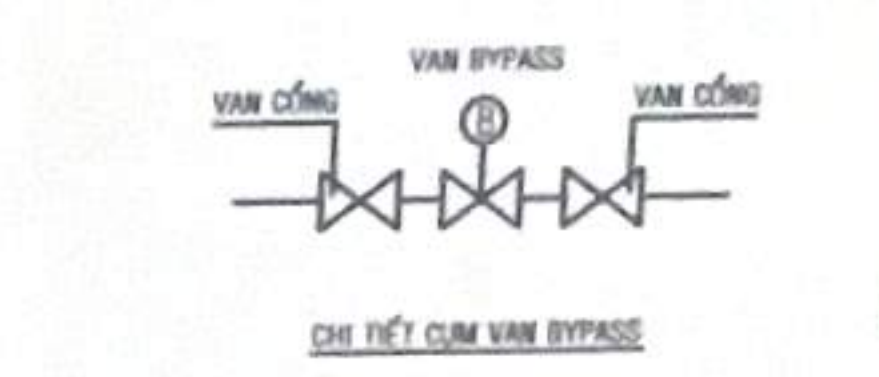 VAN BYPASS
VAN CỔNG
VAN CỔNG
B
CHI TIẾT CỤM VAN BYPASS